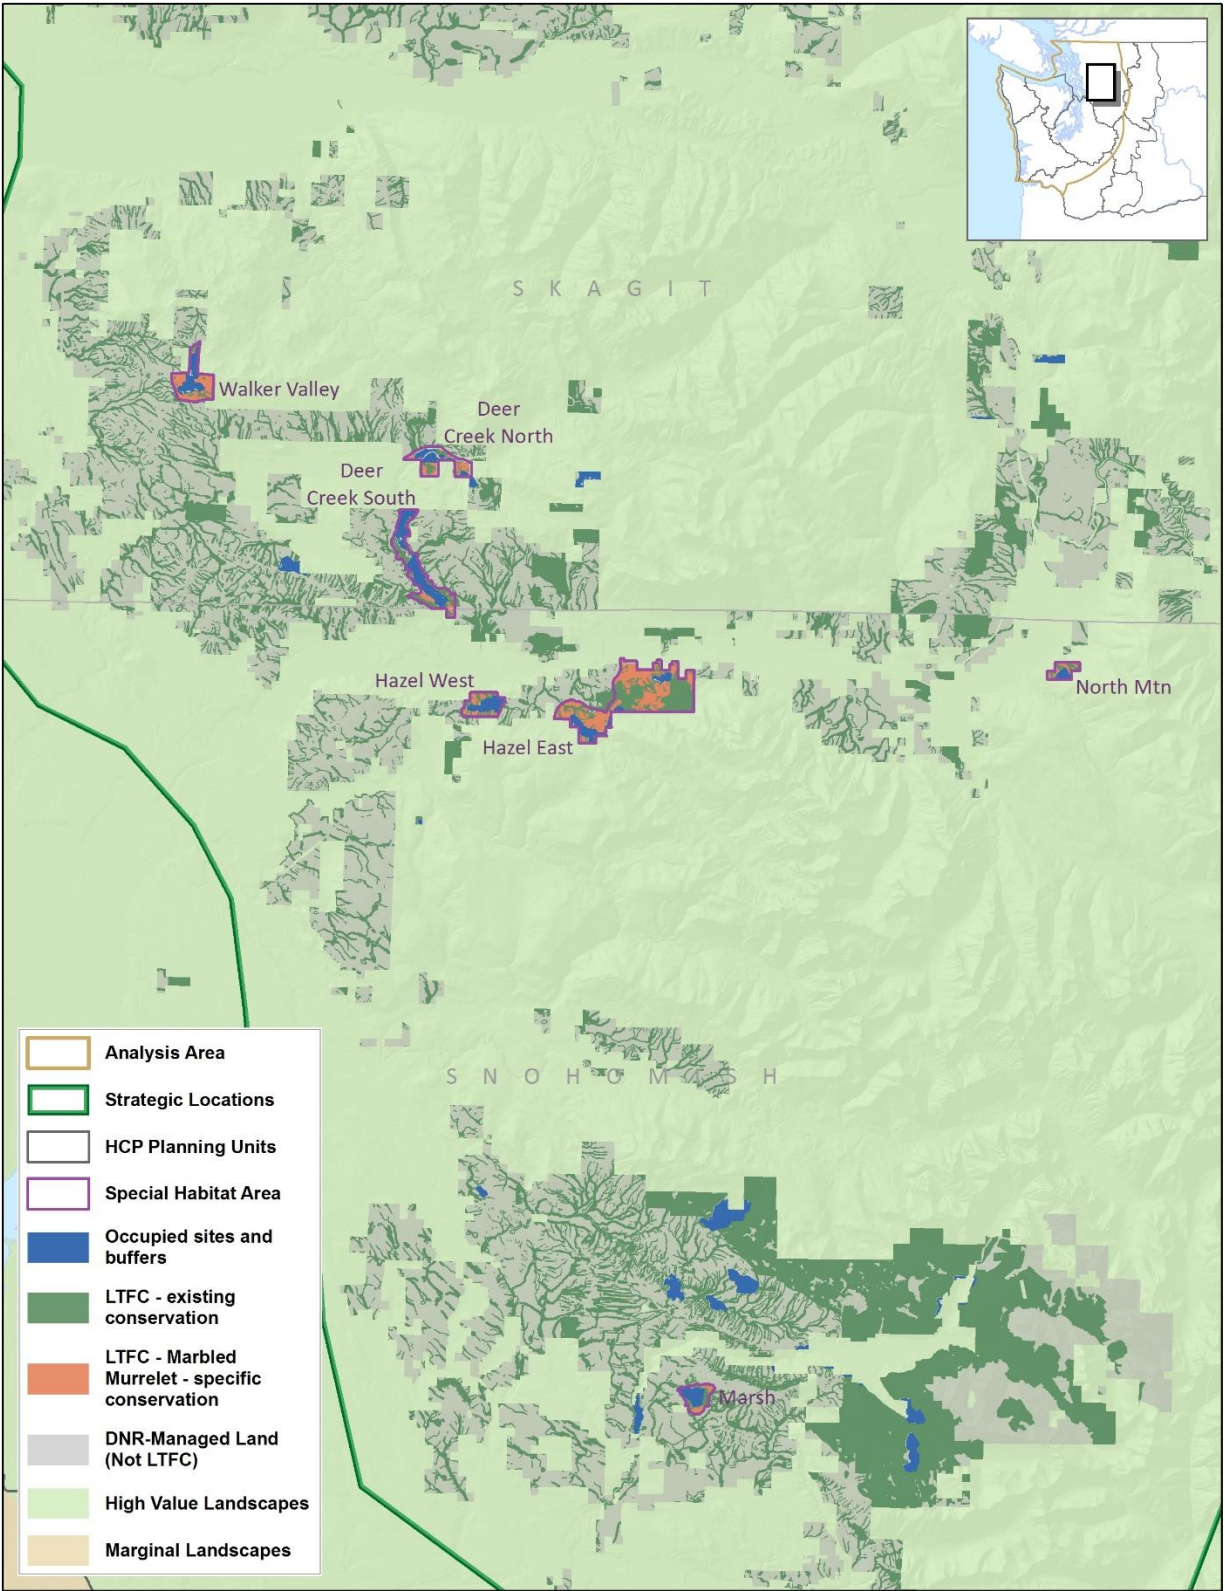 S K A G I T
Walker Valley
Deer
Creek North
Deer
Creek South
Hazel West
North Mtn
Hazel East
S N O H O M I S H
Marsh
Analysis Area
Strategic Locations
HCP Planning Units
Special Habitat Area
Occupied sites and
buffers
LTFC - existing
conservation
LTFC - Marbled
Murrelet - specific
conservation
DNR-Managed Land
(Not LTFC)
High Value Landscapes
Marginal Landscapes